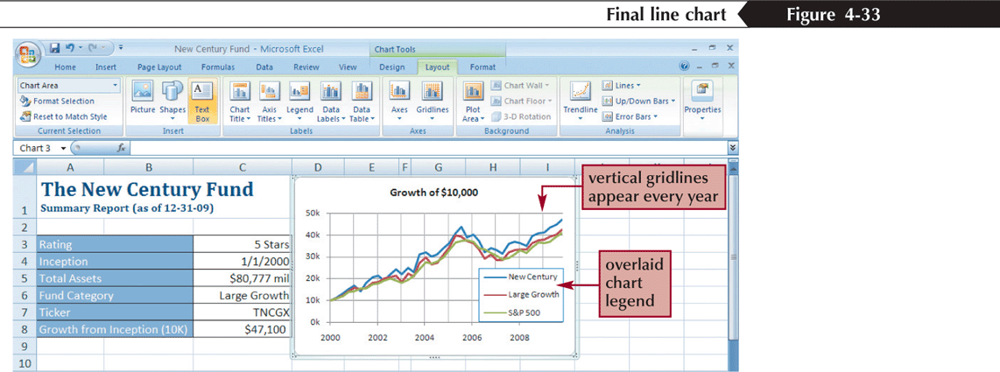 Final line chart Figure 4-33
New Century Fund - Microsoft Excel Chart Tools
Home Insert Page Layout Formulas Data Review View Design Layout Format
Chart Area
Format Selection
Reset to Match Style
Current Selection
Picture Shapes Text Box
Insert
Chart Title Axis Titles Legend Data Labels Data Table
Labels
Axes Gridlines
Axes
Plot Area
Chart Wall
Chart Floor
3-D Rotation
Background
Trendline
Lines
Up/Down Bars
Error Bars
Analysis
Properties
Chart 3 fx
A B C D E F G H I
1 The New Century Fund
Summary Report (as of 12-31-09)
2
3 Rating 5 Stars
4 Inception 1/1/2000
5 Total Assets $80,777 mil
6 Fund Category Large Growth
7 Ticker TNCGX
8 Growth from Inception (10K) $47,100
9
10
Growth of $10,000
50k
40k
30k
20k
10k
0k
2000 2002 2004 2006 2008
New Century
Large Growth
S&P 500
vertical gridlines
appear every year
overlaid
chart
legend